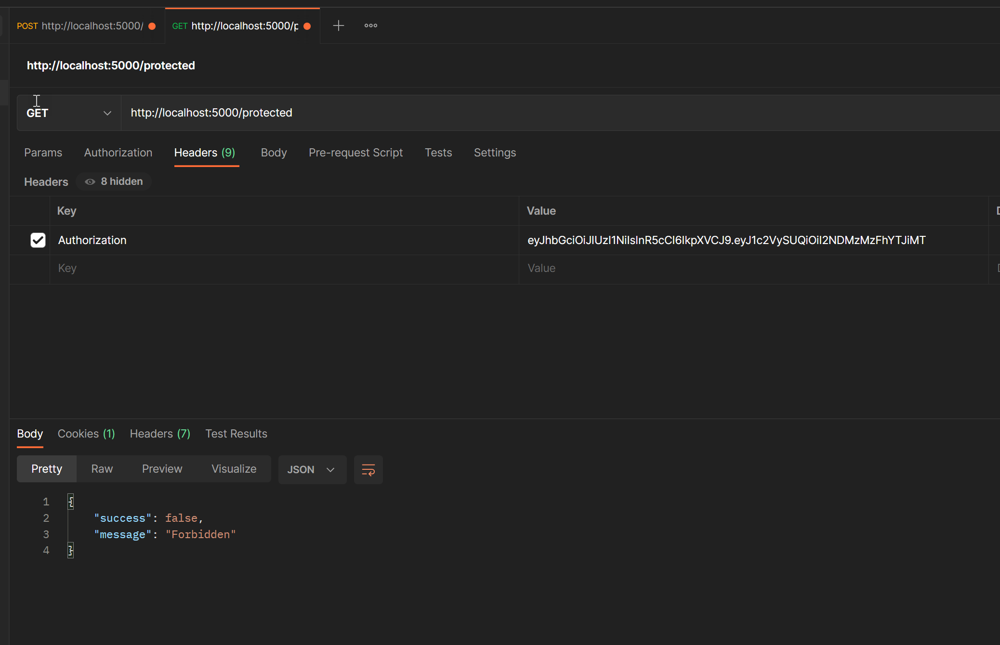 POST http://localhost:5000/
GET http://localhost:5000/p
http://localhost:5000/protected
GET http://localhost:5000/protected
Params Authorization Headers (9) Body Pre-request Script Tests Settings
Headers 8 hidden
Key Value
Authorization eyJhbGciOiJIUzI1NiIsInR5cCI6IkpXVCJ9.eyJ1c2VySUQiOiI2NDMzMzFhYTJiMT
Key Value
Body Cookies (1) Headers (7) Test Results
Pretty Raw Preview Visualize JSON
1 {
2 "success": false,
3 "message": "Forbidden"
4 }